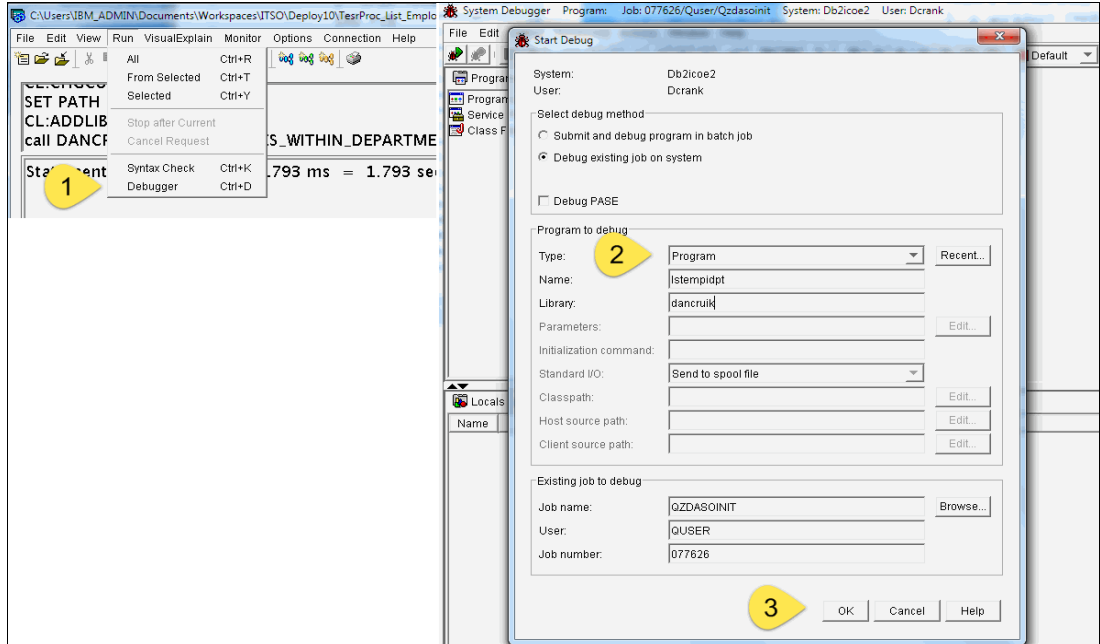 C:\Users\IBM_ADMIN\Documents\Workspaces\ITSO\Deploy10\TesrProc_List_Emplo
File Edit View Run VisualExplain Monitor Options Connection Help
All Ctrl+R
From Selected Ctrl+T
Selected Ctrl+Y
Stop after Current
Cancel Request
Syntax Check Ctrl+K
Debugger Ctrl+D
SET PATH
CL:ADDLIB
call DANCR S_WITHIN_DEPARTME
Sta ent .793 ms = 1.793 se
1
System Debugger Program: Job: 077626/Quser/Qzdasoinit System: Db2icoe2 User: Dcrank
File Edit
Default
Progra
Program
Service
Class F
Locals
Name
Start Debug
System: Db2icoe2
User: Dcrank
Select debug method
Submit and debug program in batch job
Debug existing job on system
Debug PASE
Program to debug
2
Type: Program Recent...
Name: lstempidpt
Library: dancruik
Parameters: Edit...
Initialization command:
Standard I/O: Send to spool file
Classpath: Edit...
Host source path: Edit...
Client source path: Edit...
Existing job to debug
Job name: QZDASOINIT Browse...
User: QUSER
Job number: 077626
3
OK Cancel Help